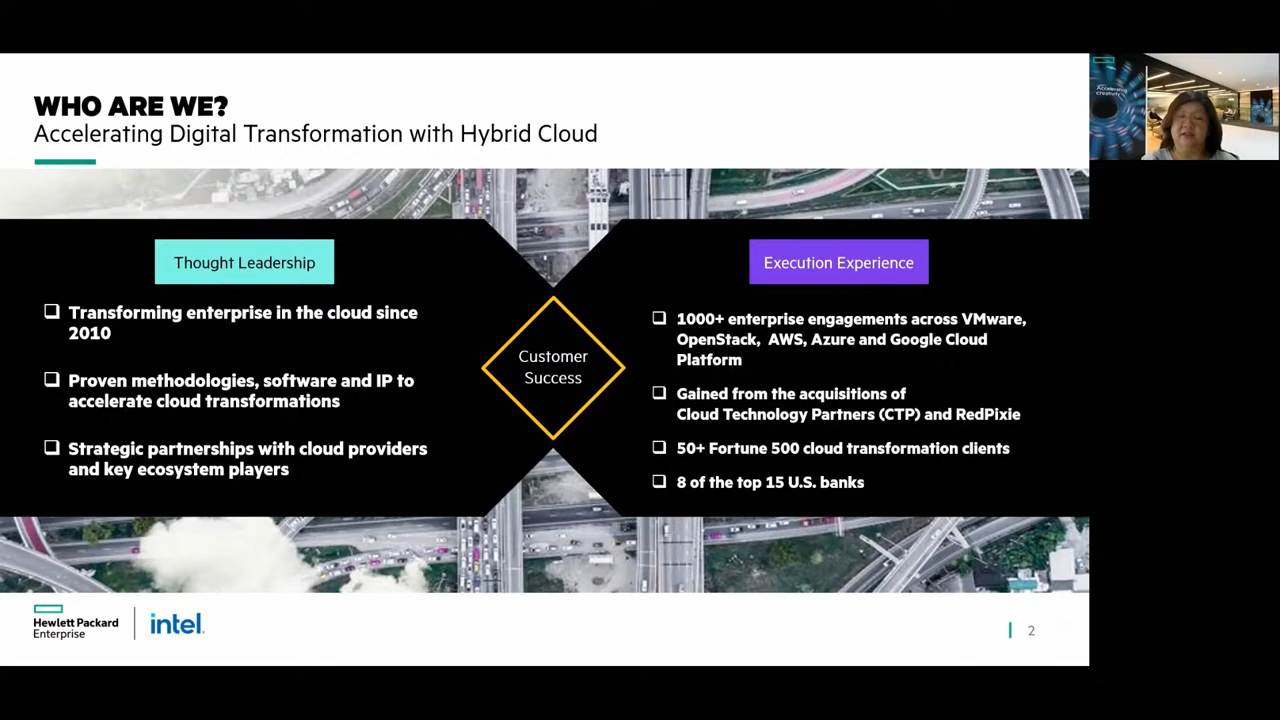 WHO ARE WE?
Accelerating Digital Transformation with Hybrid Cloud
Thought Leadership
Transforming enterprise in the cloud since
2010
Proven methodologies, software and IP to
accelerate cloud transformations
Strategic partnerships with cloud providers
and key ecosystem players
Customer
Success
Execution Experience
1000+ enterprise engagements across VMware,
OpenStack, AWS, Azure and Google Cloud
Platform
Gained from the acquisitions of
Cloud Technology Partners (CTP) and RedPixie
50+ Fortune 500 cloud transformation clients
8 of the top 15 U.S. banks
Hewlett Packard
Enterprise
intel.
2
Accelerating
creativity